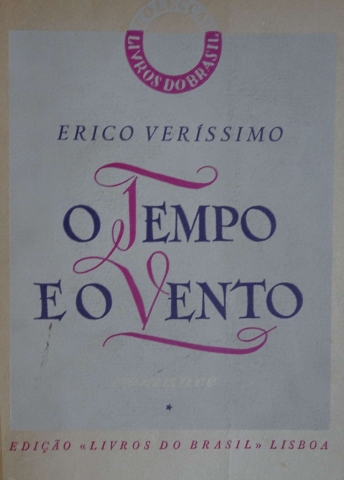 COLECÇÃO
LIVROS DO BRASIL
ERICO VERÍSSIMO
O TEMPO
E O VENTO
EDIÇÃO «LIVROS DO BRASIL» LISBOA